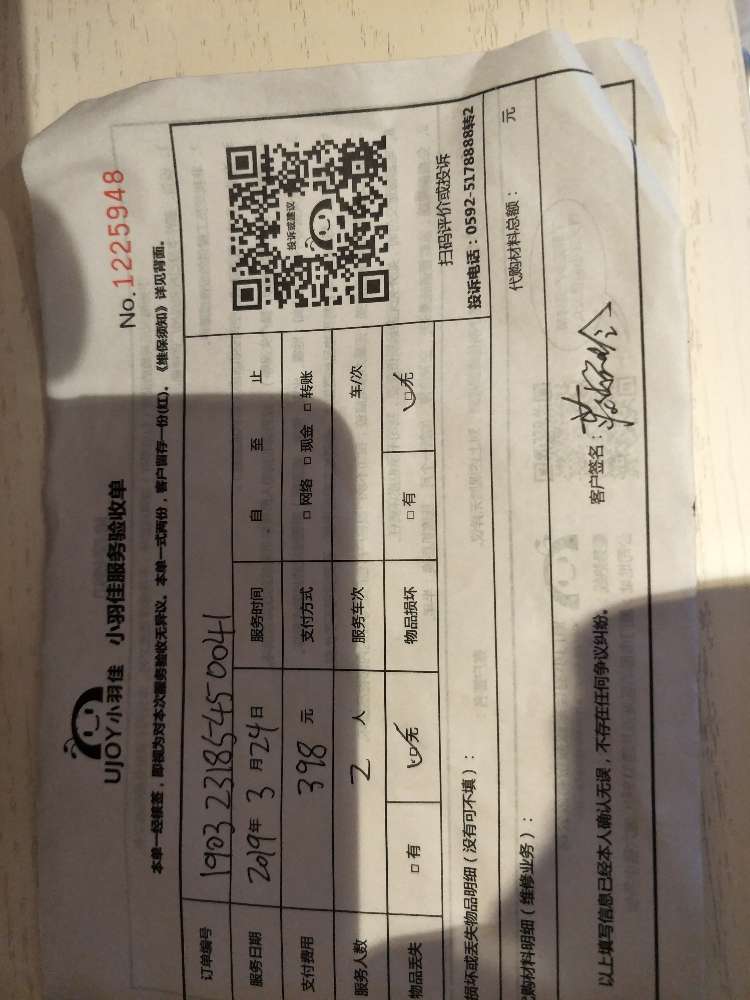 No.1225948
UJOY小羽佳 小羽佳服务验收单
本单一经核签，即视为对本次服务验收无异议。本单一式两份，客户留存一份(红)。《维保须知》详见背面。
订单编号 19032318545 0041
服务日期 2019年 3 月 24 日 服务时间 自 至 止
支付费用 398 元 支付方式 □ 网络 □ 现金 □ 转账
服务人数 2 人 服务车次 车/次
物品丢失 □ 有 □ 无 物品损坏 □ 有 □ 无
投诉或建议
扫码评价或投诉
投诉电话：0592-5178888转2
损坏或丢失物品明细（没有可不填）：
代购材料明细（维修业务）： 代购材料总额： 元
以上填写信息已经本人确认无误，不存在任何争议纠纷。 客户签名：